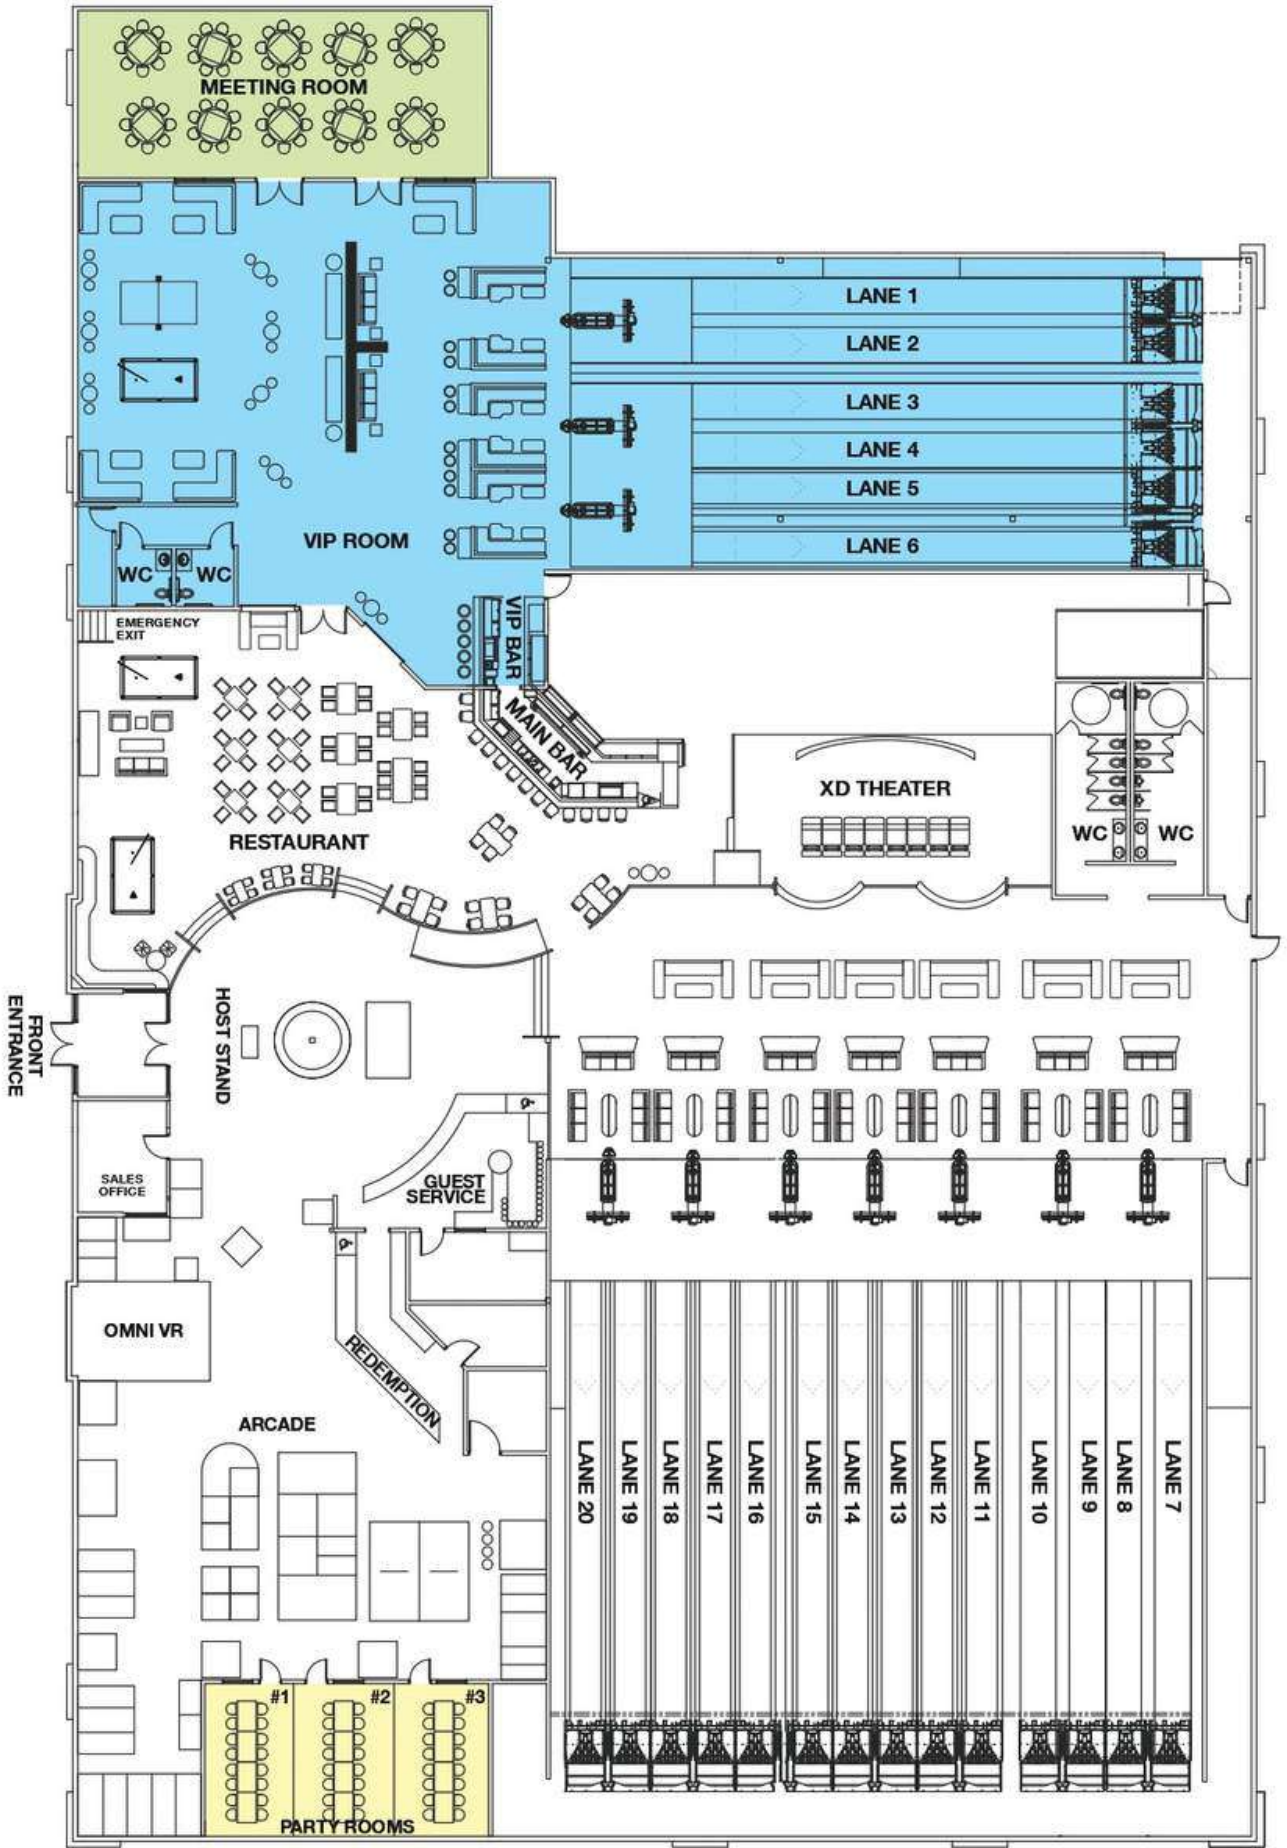 MEETING ROOM
LANE 1
LANE 2
LANE 3
LANE 4
LANE 5
LANE 6
VIP ROOM
WC
WC
VIP BAR
EMERGENCY
EXIT
MAIN BAR
XD THEATER
RESTAURANT
WC
WC
FRONT
ENTRANCE
HOST STAND
SALES
OFFICE
GUEST
SERVICE
OMNI VR
REDEMPTION
ARCADE
LANE 20
LANE 19
LANE 18
LANE 17
LANE 16
LANE 15
LANE 14
LANE 13
LANE 12
LANE 11
LANE 10
LANE 9
LANE 8
LANE 7
#1
#2
#3
PARTY ROOMS